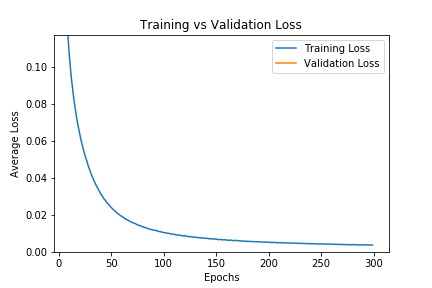 Training vs Validation Loss
Training Loss
Validation Loss
0.10
0.08
0.06
0.04
0.02
0.00
Average Loss
0 50 100 150 200 250 300
Epochs